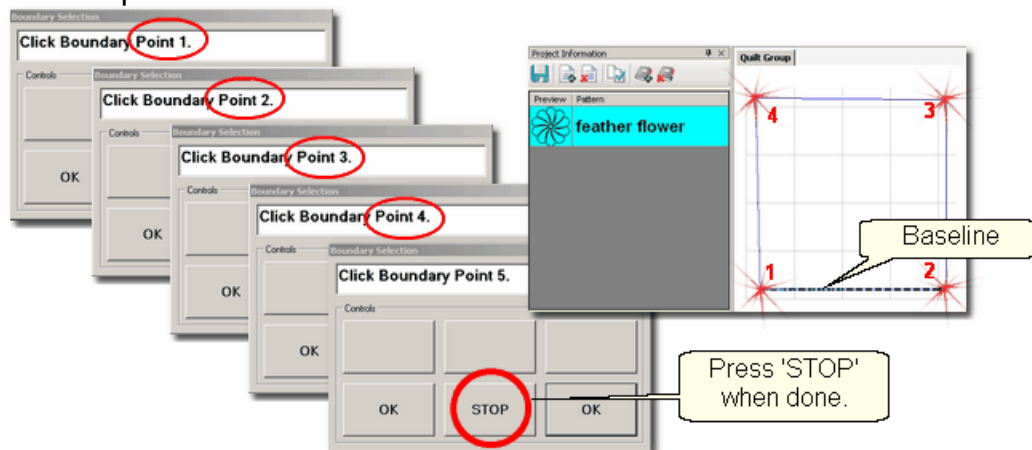 Boundary Selection
Click Boundary Point 1.
Controls
OK
Boundary Selection
Click Boundary Point 2.
Controls
OK
Boundary Selection
Click Boundary Point 3.
Controls
OK
Boundary Selection
Click Boundary Point 4.
Controls
OK
Boundary Selection
Click Boundary Point 5.
Controls
OK STOP OK
Project Information
Preview Pattern
feather flower
Quilt Group
4 3
1 2
Baseline
Press 'STOP'
when done.